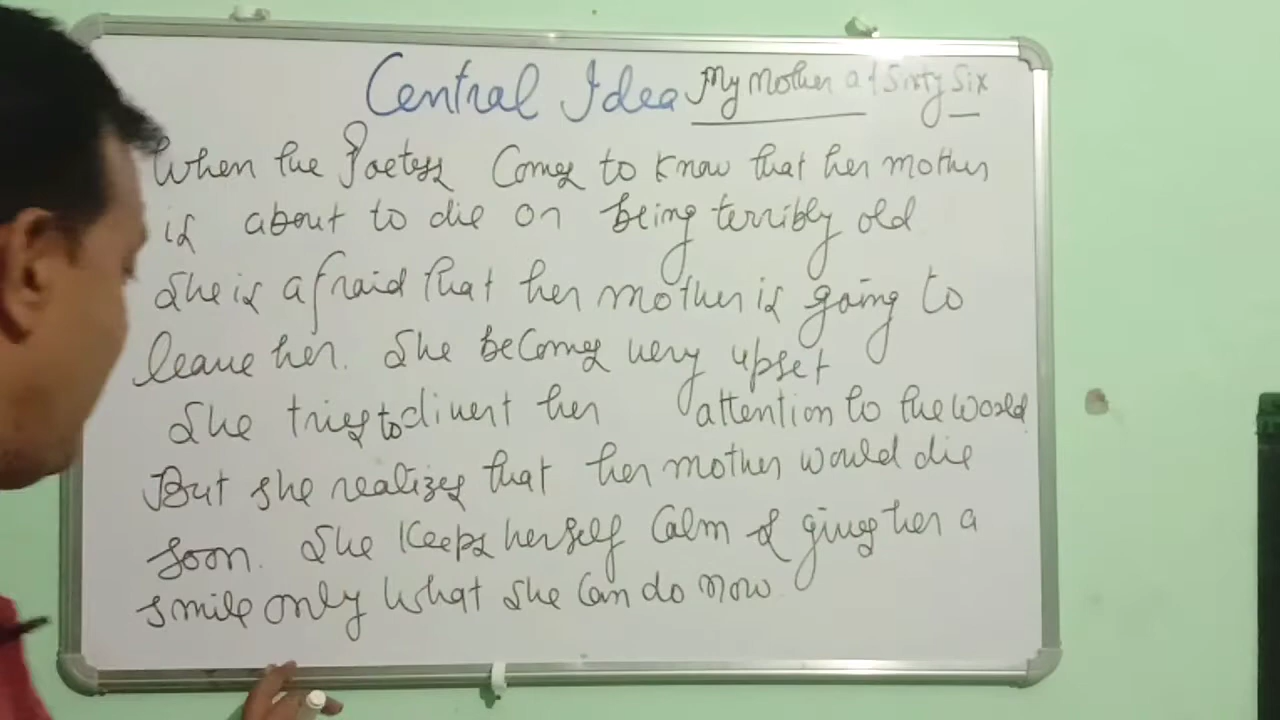 Central Idea My Mother at Sixty Six
When the Poetess Comes to know that her mother
is about to die on being terribly old
She is afraid that her mother is going to
leave her. She becomes very upset
She tries to divert her attention to the world
But she realizes that her mother would die
soon. She keeps herself Calm & gives her a
smile only what she can do now